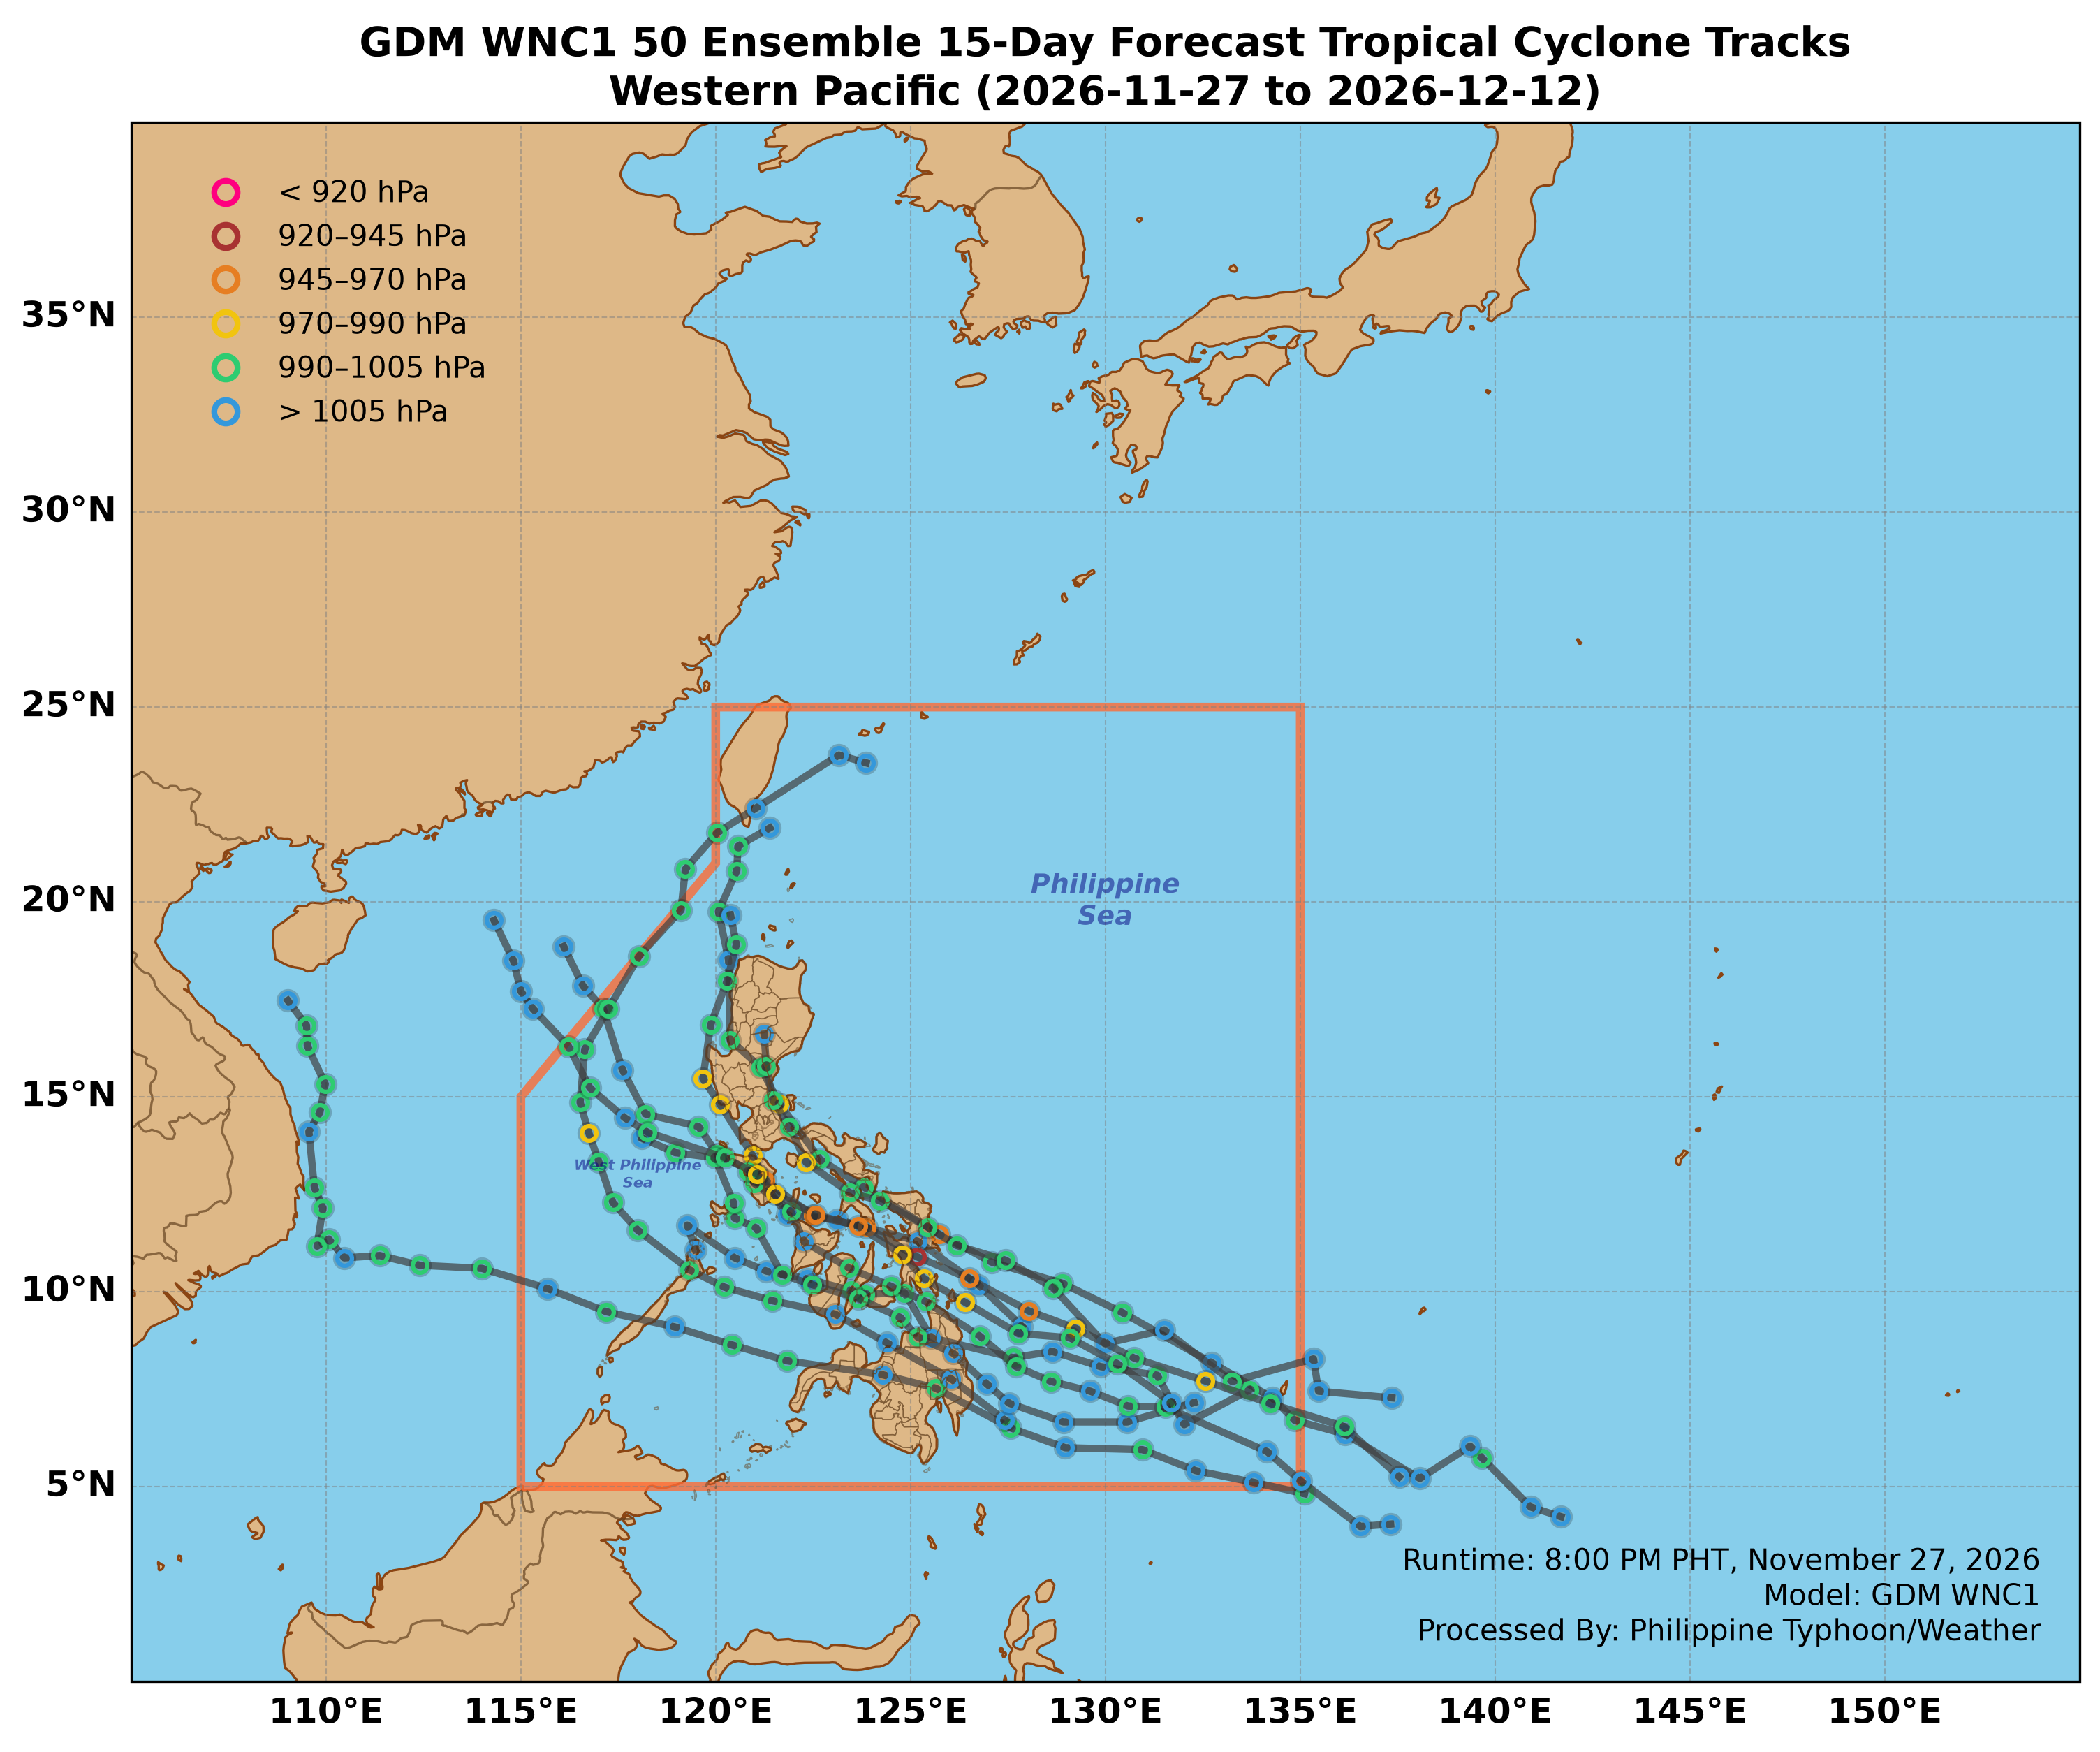 GDM WNC1 50 Ensemble 15-Day Forecast Tropical Cyclone Tracks
Western Pacific (2026-11-27 to 2026-12-12)
< 920 hPa
920–945 hPa
945–970 hPa
970–990 hPa
990–1005 hPa
> 1005 hPa
35°N
30°N
25°N
20°N
15°N
10°N
5°N
Philippine
Sea
West Philippine
Sea
Runtime: 8:00 PM PHT, November 27, 2026
Model: GDM WNC1
Processed By: Philippine Typhoon/Weather
110°E 115°E 120°E 125°E 130°E 135°E 140°E 145°E 150°E